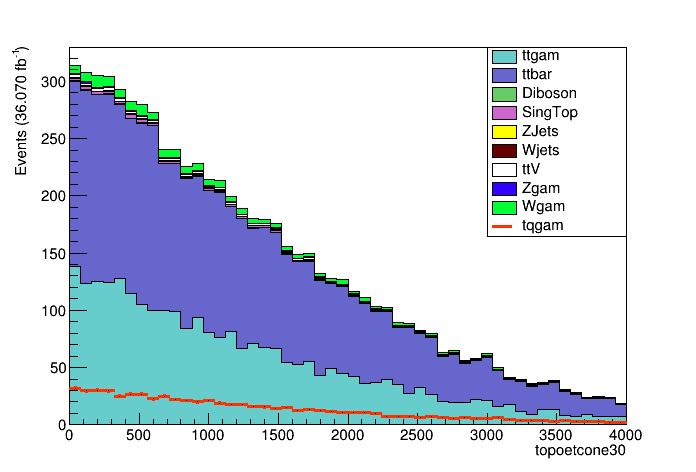 Events (36.070 fb⁻¹)
300
250
200
150
100
50
0
0 500 1000 1500 2000 2500 3000 3500 4000
topoetcone30
ttgam
ttbar
Diboson
SingTop
ZJets
Wjets
ttV
Zgam
Wgam
tqgam